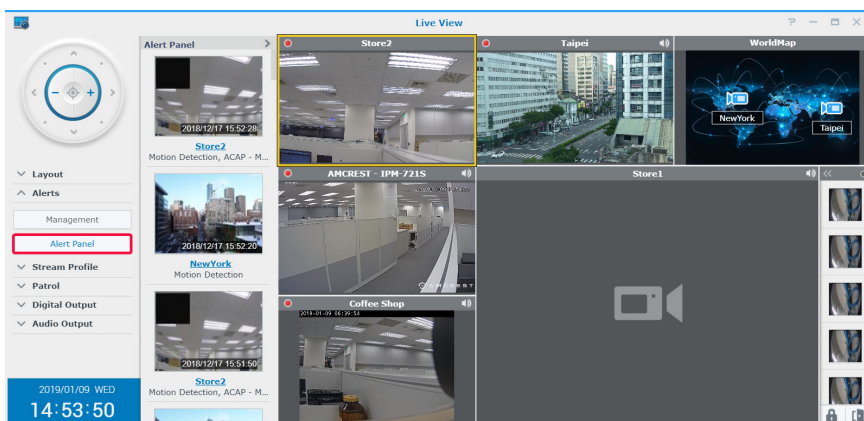 Live View
Alert Panel
2018/12/17 15:52:28
Store2
Motion Detection, ACAP - M...
2018/12/17 15:52:20
NewYork
Motion Detection
2018/12/17 15:51:50
Store2
Motion Detection, ACAP - M...
Layout
Alerts
Management
Alert Panel
Stream Profile
Patrol
Digital Output
Audio Output
2019/01/09 WED
14:53:50
Store2
Taipei
WorldMap
NewYork
Taipei
AMCREST - IPM-721S
AMCREST
Store1
Coffee Shop
2019-01-09 06:39:54